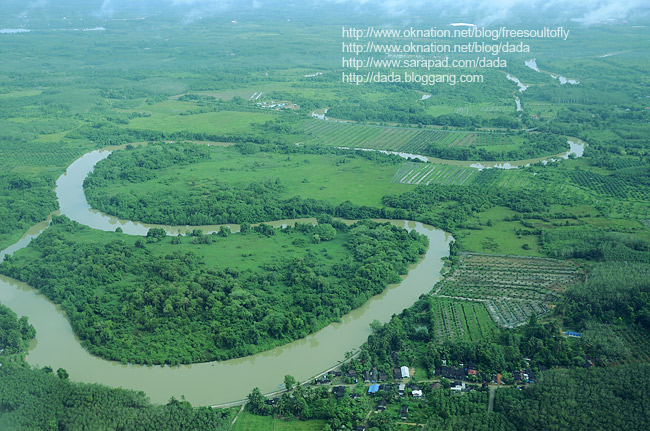 http://www.oknation.net/blog/freesoultofly
http://www.oknation.net/blog/dada
http://www.sarapad.com/dada
http://dada.bloggang.com/